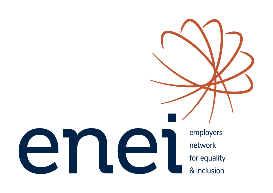 enei
employers
network
for equality
& inclusion